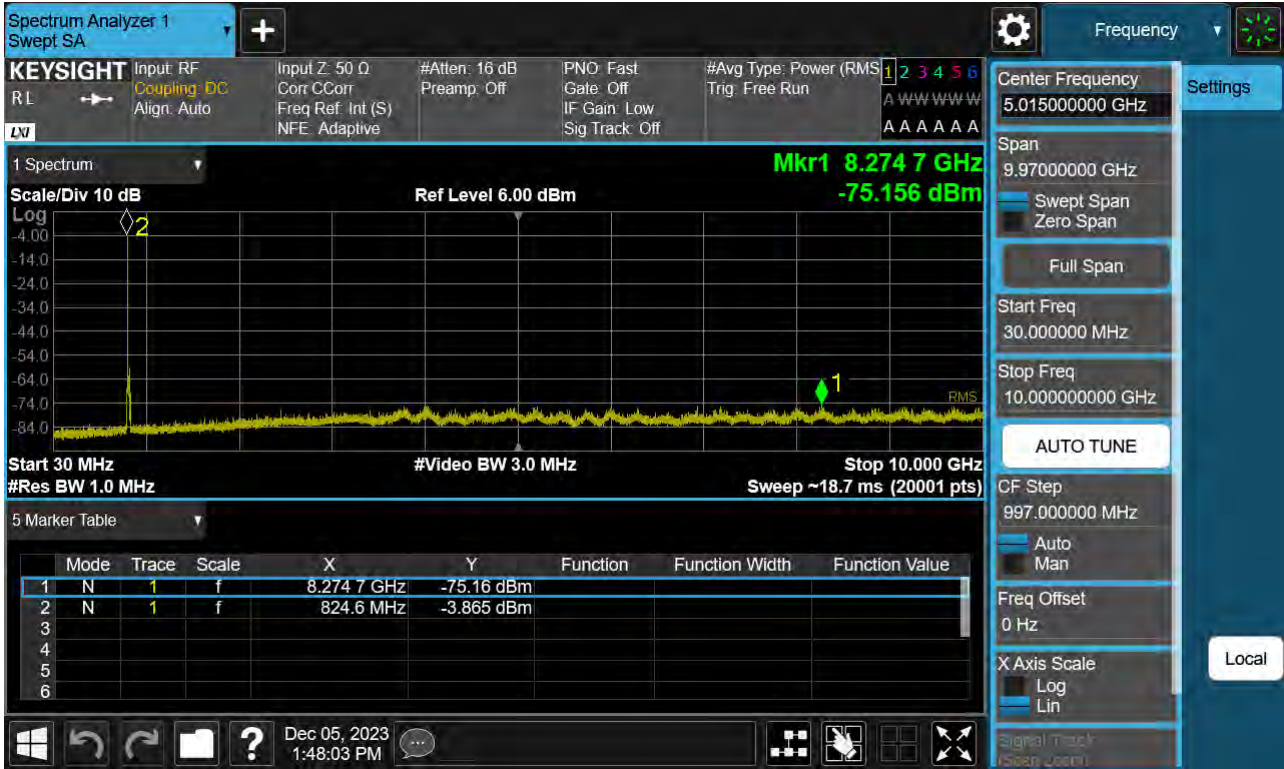 Spectrum Analyzer 1
Swept SA
+
Frequency
KEYSIGHT
RL
LXI
Input: RF
Coupling: DC
Align: Auto
Input Z: 50 Ω
Corr CCorr
Freq Ref: Int (S)
NFE: Adaptive
#Atten: 16 dB
Preamp: Off
PNO: Fast
Gate: Off
IF Gain: Low
Sig Track: Off
#Avg Type: Power (RMS
Trig: Free Run
1 2 3 4 5 6
A W W W W W
A A A A A A
1 Spectrum
Mkr1 8.274 7 GHz
-75.156 dBm
Scale/Div 10 dB
Ref Level 6.00 dBm
Log
-4.00
-14.0
-24.0
-34.0
-44.0
-54.0
-64.0
-74.0
-84.0
2
1
RMS
Start 30 MHz
#Video BW 3.0 MHz
Stop 10.000 GHz
#Res BW 1.0 MHz
Sweep ~18.7 ms (20001 pts)
5 Marker Table
Mode Trace Scale X Y Function Function Width Function Value
1 N 1 f 8.274 7 GHz -75.16 dBm
2 N 1 f 824.6 MHz -3.865 dBm
3
4
5
6
Dec 05, 2023
1:48:03 PM
Center Frequency
5.015000000 GHz
Span
9.97000000 GHz
Swept Span
Zero Span
Full Span
Start Freq
30.000000 MHz
Stop Freq
10.000000000 GHz
AUTO TUNE
CF Step
997.000000 MHz
Auto
Man
Freq Offset
0 Hz
X Axis Scale
Log
Lin
Signal Track
(Span Zoom)
Settings
Local